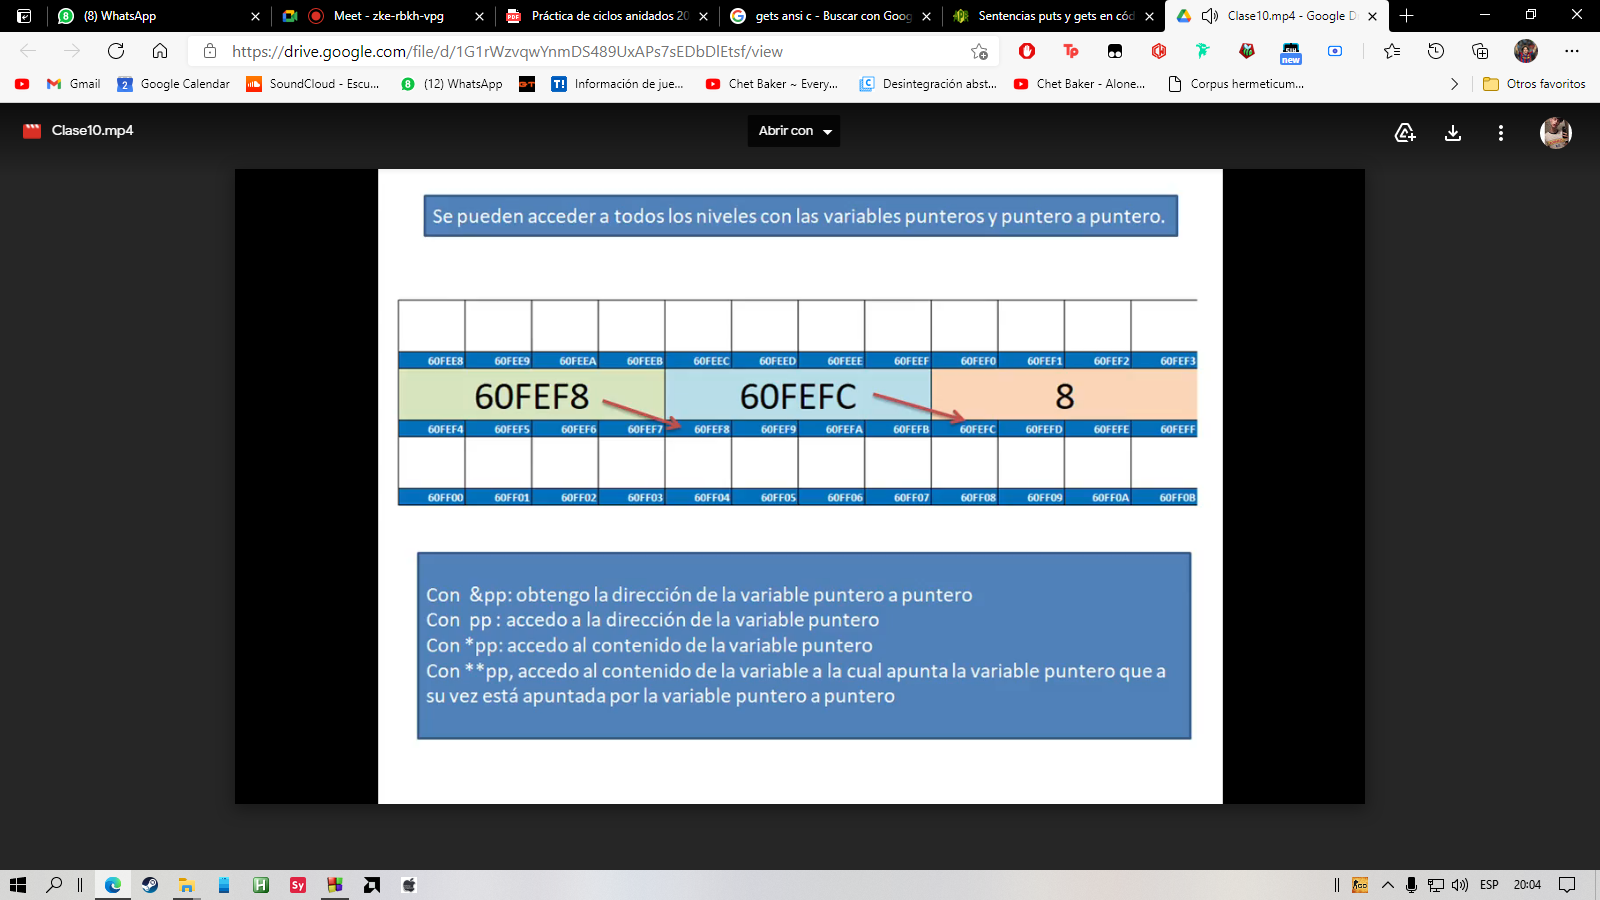 (8) WhatsApp
Meet - zke-rbkh-vpg
Práctica de ciclos anidados 20
gets ansi c - Buscar con Goog
Sentencias puts y gets en cód
Clase10.mp4 - Google D
https://drive.google.com/file/d/1G1rWzvqwYnmDS489UxAPs7sEDbDlEtsf/view
Gmail
Google Calendar
SoundCloud - Escu...
(12) WhatsApp
Información de jue...
Chet Baker ~ Every...
Desintegración abst...
Chet Baker - Alone...
Corpus hermeticum...
Otros favoritos
Clase10.mp4
Abrir con
Se pueden acceder a todos los niveles con las variables punteros y puntero a puntero.
60FEE8 60FEE9 60FEEA 60FEEB 60FEEC 60FEED 60FEEE 60FEEF 60FEF0 60FEF1 60FEF2 60FEF3
60FEF8 60FEFC 8
60FEF4 60FEF5 60FEF6 60FEF7 60FEF8 60FEF9 60FEFA 60FEFB 60FEFC 60FEFD 60FEFE 60FEFF
60FF00 60FF01 60FF02 60FF03 60FF04 60FF05 60FF06 60FF07 60FF08 60FF09 60FF0A 60FF0B
Con &pp: obtengo la dirección de la variable puntero a puntero
Con pp : accedo a la dirección de la variable puntero
Con *pp: accedo al contenido de la variable puntero
Con **pp, accedo al contenido de la variable a la cual apunta la variable puntero que a
su vez está apuntada por la variable puntero a puntero
ESP
20:04